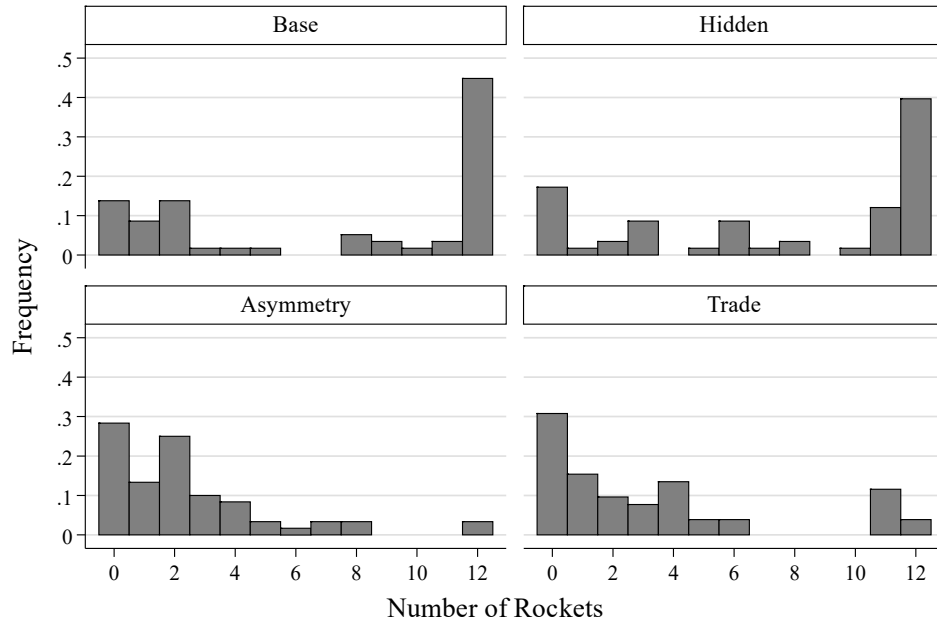 Base
Hidden
.5
.4
.3
.2
.1
0
Asymmetry
Trade
.5
.4
.3
.2
.1
0
0 2 4 6 8 10 12
0 2 4 6 8 10 12
Frequency
Number of Rockets